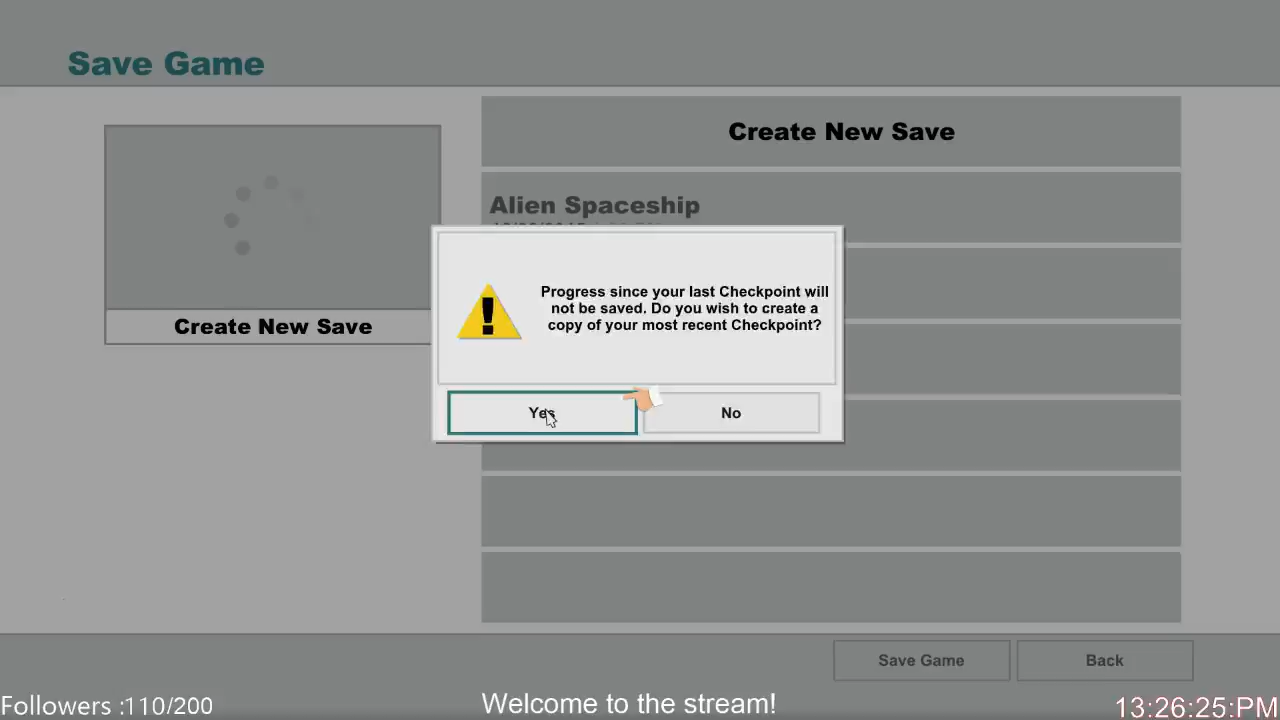 Save Game
Create New Save
Alien Spaceship
Create New Save
Progress since your last Checkpoint will
not be saved. Do you wish to create a
copy of your most recent Checkpoint?
Yes
No
Save Game
Back
Followers :110/200
Welcome to the stream!
13:26:25:PM